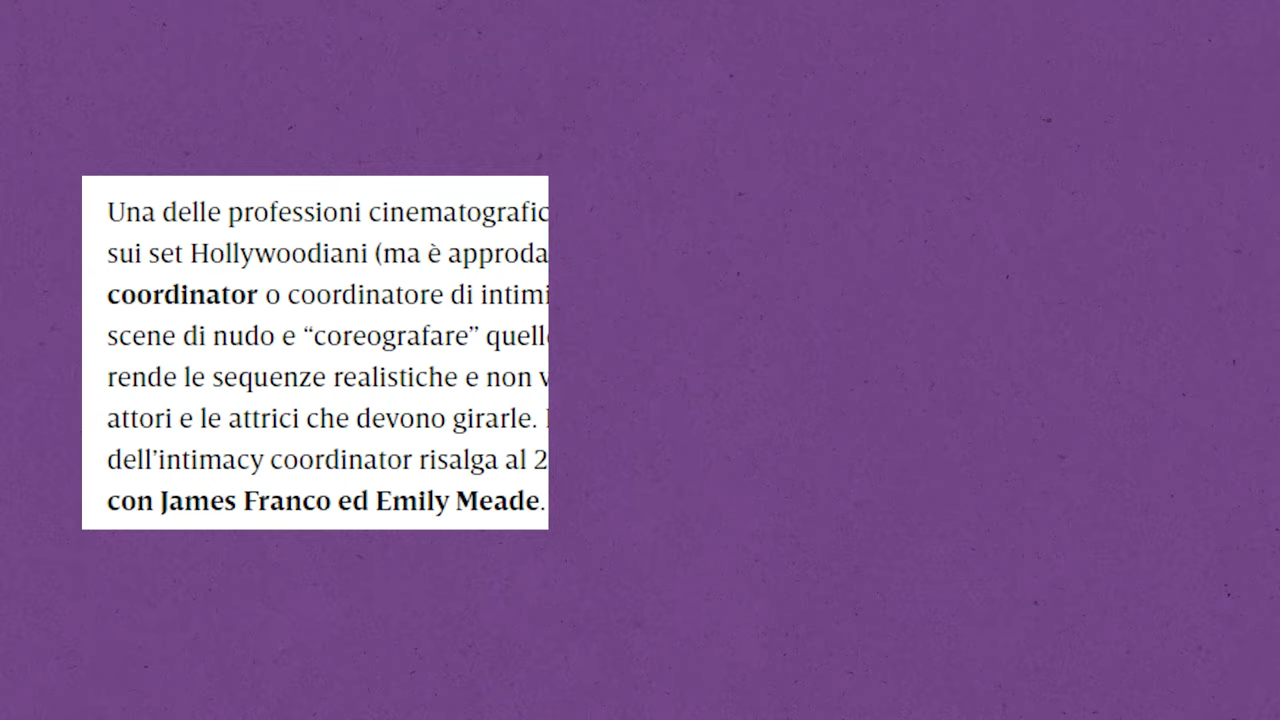 Una delle professioni cinematografic
sui set Hollywoodiani (ma è approda
coordinator o coordinatore di intimi
scene di nudo e “coreografare” quell
rende le sequenze realistiche e non v
attori e le attrici che devono girarle.
dell’intimacy coordinator risalga al 2
con James Franco ed Emily Meade.